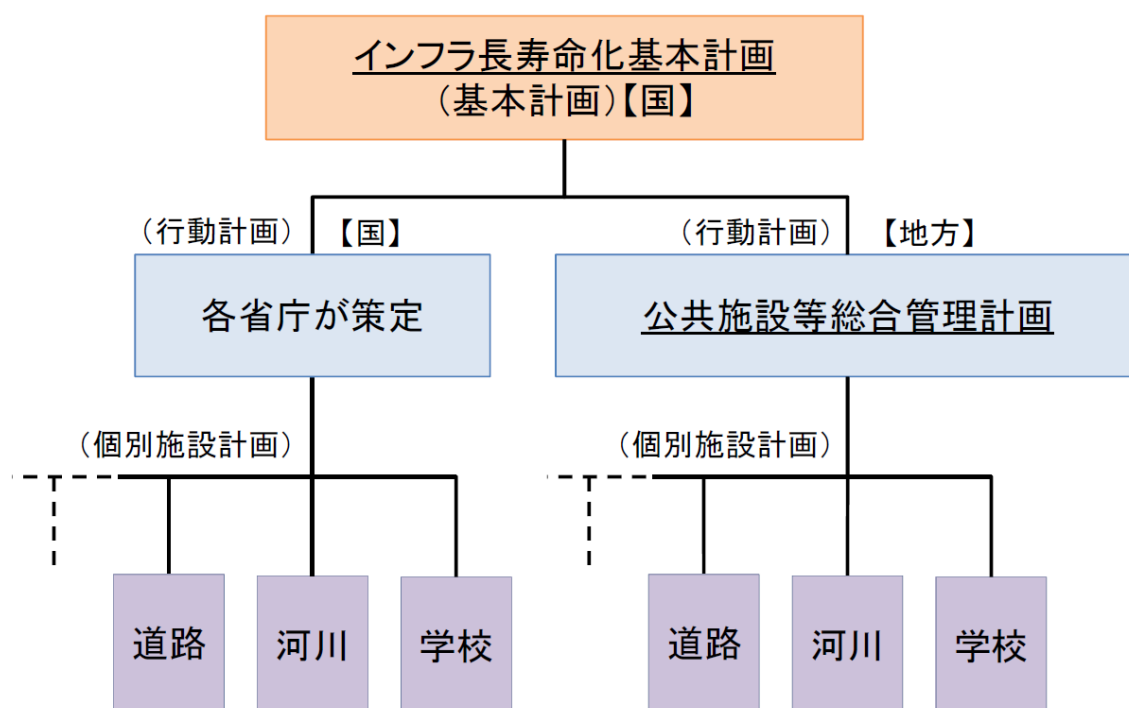 インフラ長寿命化基本計画
(基本計画)【国】
(行動計画) 【国】
(行動計画) 【地方】
各省庁が策定
公共施設等総合管理計画
(個別施設計画)
(個別施設計画)
道路
河川
学校
道路
河川
学校